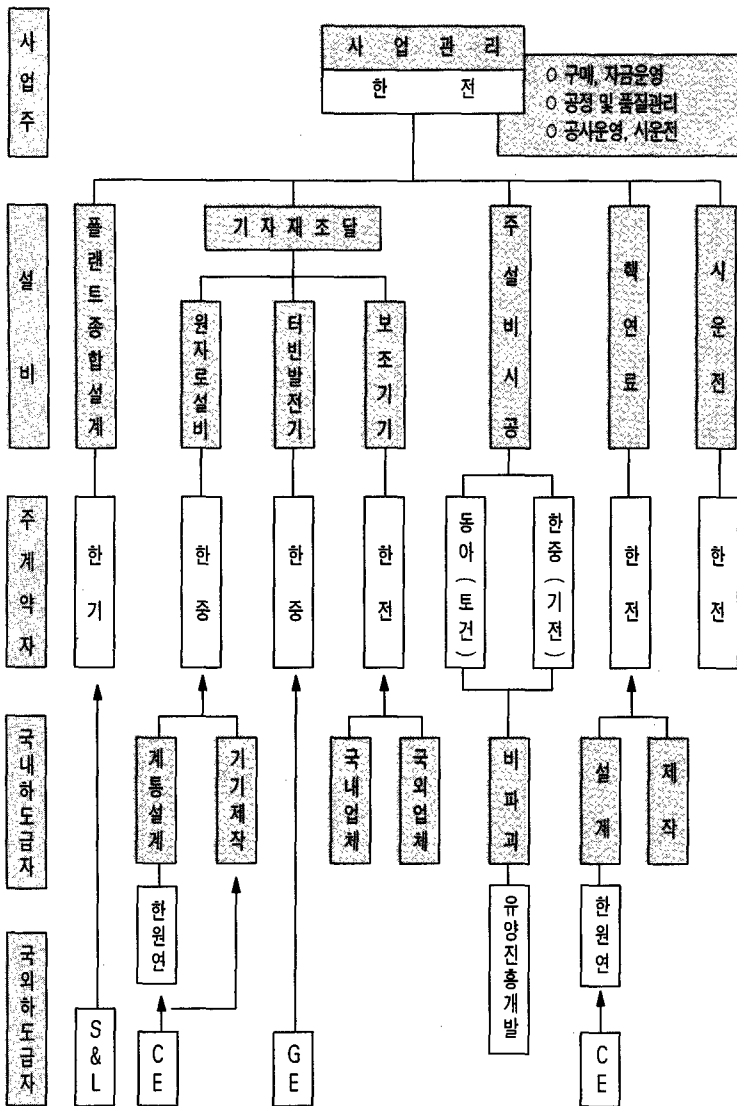 사업주
사업관리
한전
○ 구매, 자금운영
○ 공정 및 품질관리
○ 공사운영, 시운전
설비
플랜트종합설계
기자재조달
원자로설비
터빈발전기
보조기기
주설비시공
핵연료
시운전
주계약자
한기
한중
한중
한전
동아(토건)
한중(기전)
한전
한전
국내하도급자
계통설계
기기제작
국내업체
국외업체
비파괴
설계
제작
한원연
유양진흥개발
한원연
국외하도급자
S&L
CE
GE
CE